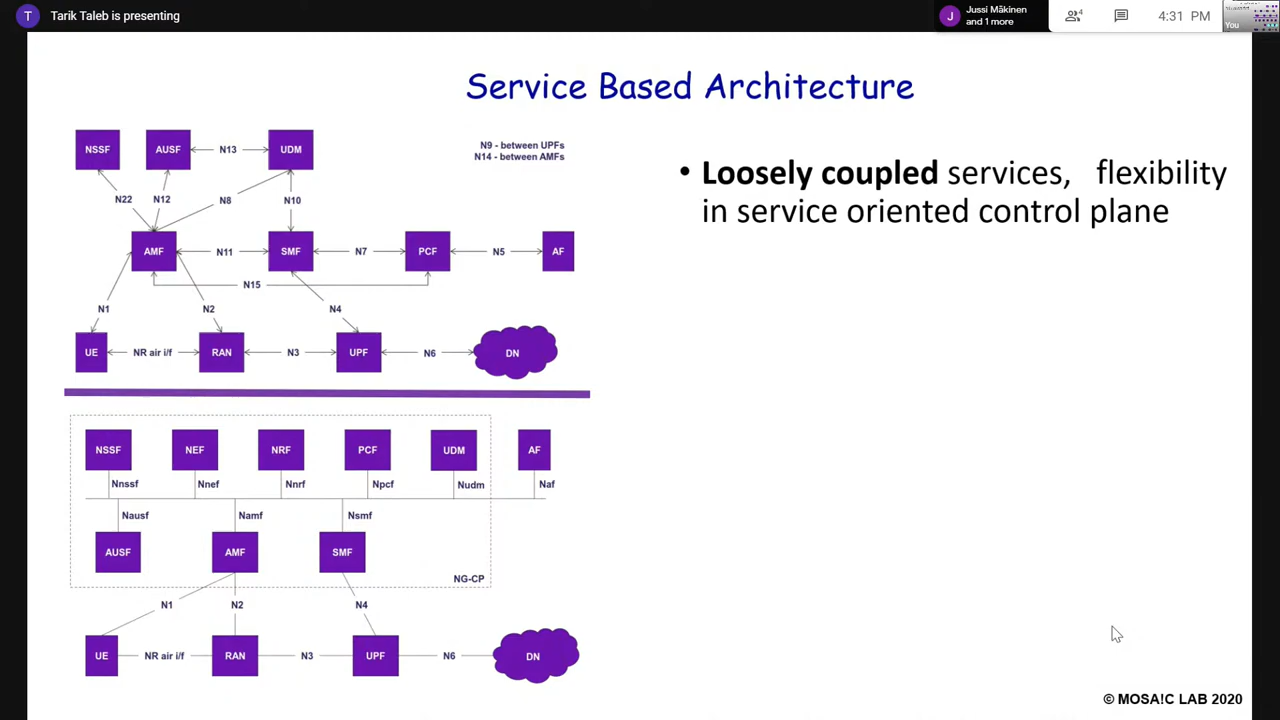 T Tarik Taleb is presenting
J Jussi Mäkinen
and 1 more
4
4:31 PM
You
Service Based Architecture
NSSF AUSF N13 UDM
N9 - between UPFs
N14 - between AMFs
N22 N12 N8 N10
AMF N11 SMF N7 PCF N5 AF
N15
N1 N2 N4
UE NR air i/f RAN N3 UPF N6 DN
• Loosely coupled services, flexibility
in service oriented control plane
NSSF NEF NRF PCF UDM AF
Nnssf Nnef Nnrf Npcf Nudm Naf
Nausf Namf Nsmf
AUSF AMF SMF
NG-CP
N1 N2 N4
UE NR air i/f RAN N3 UPF N6 DN
© MOSA!C LAB 2020